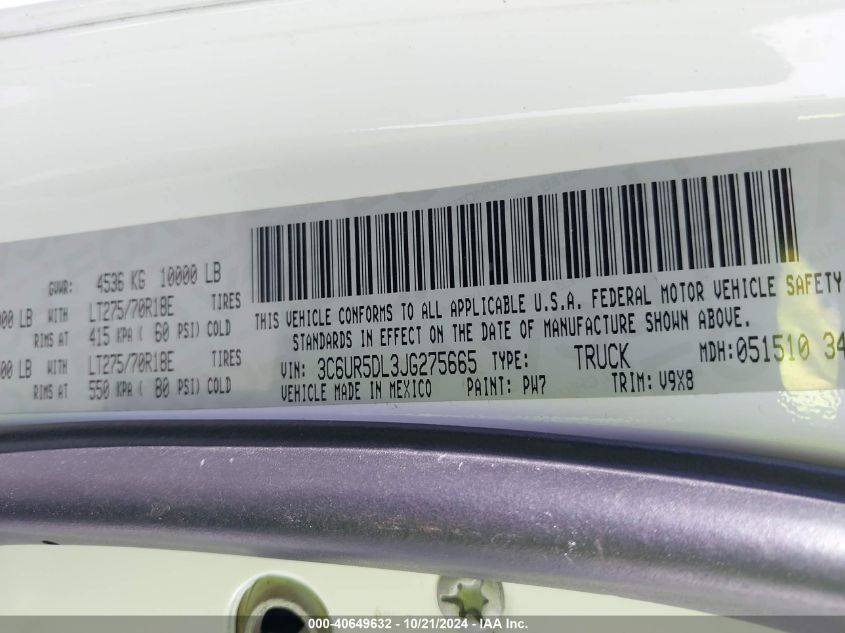 GVWR: 4536 KG 10000 LB
LB WITH LT275/70R18E TIRES
RIMS AT 415 KPA ( 60 PSI) COLD
LB WITH LT275/70R18E TIRES
RIMS AT 550 KPA ( 80 PSI) COLD
THIS VEHICLE CONFORMS TO ALL APPLICABLE U.S.A. FEDERAL MOTOR VEHICLE SAFETY
STANDARDS IN EFFECT ON THE DATE OF MANUFACTURE SHOWN ABOVE.
VIN: 3C6UR5DL3JG275665 TYPE: TRUCK MDH:051510 34
VEHICLE MADE IN MEXICO PAINT: PW7 TRIM: V9X8
000-40649632 - 10/21/2024 - IAA Inc.